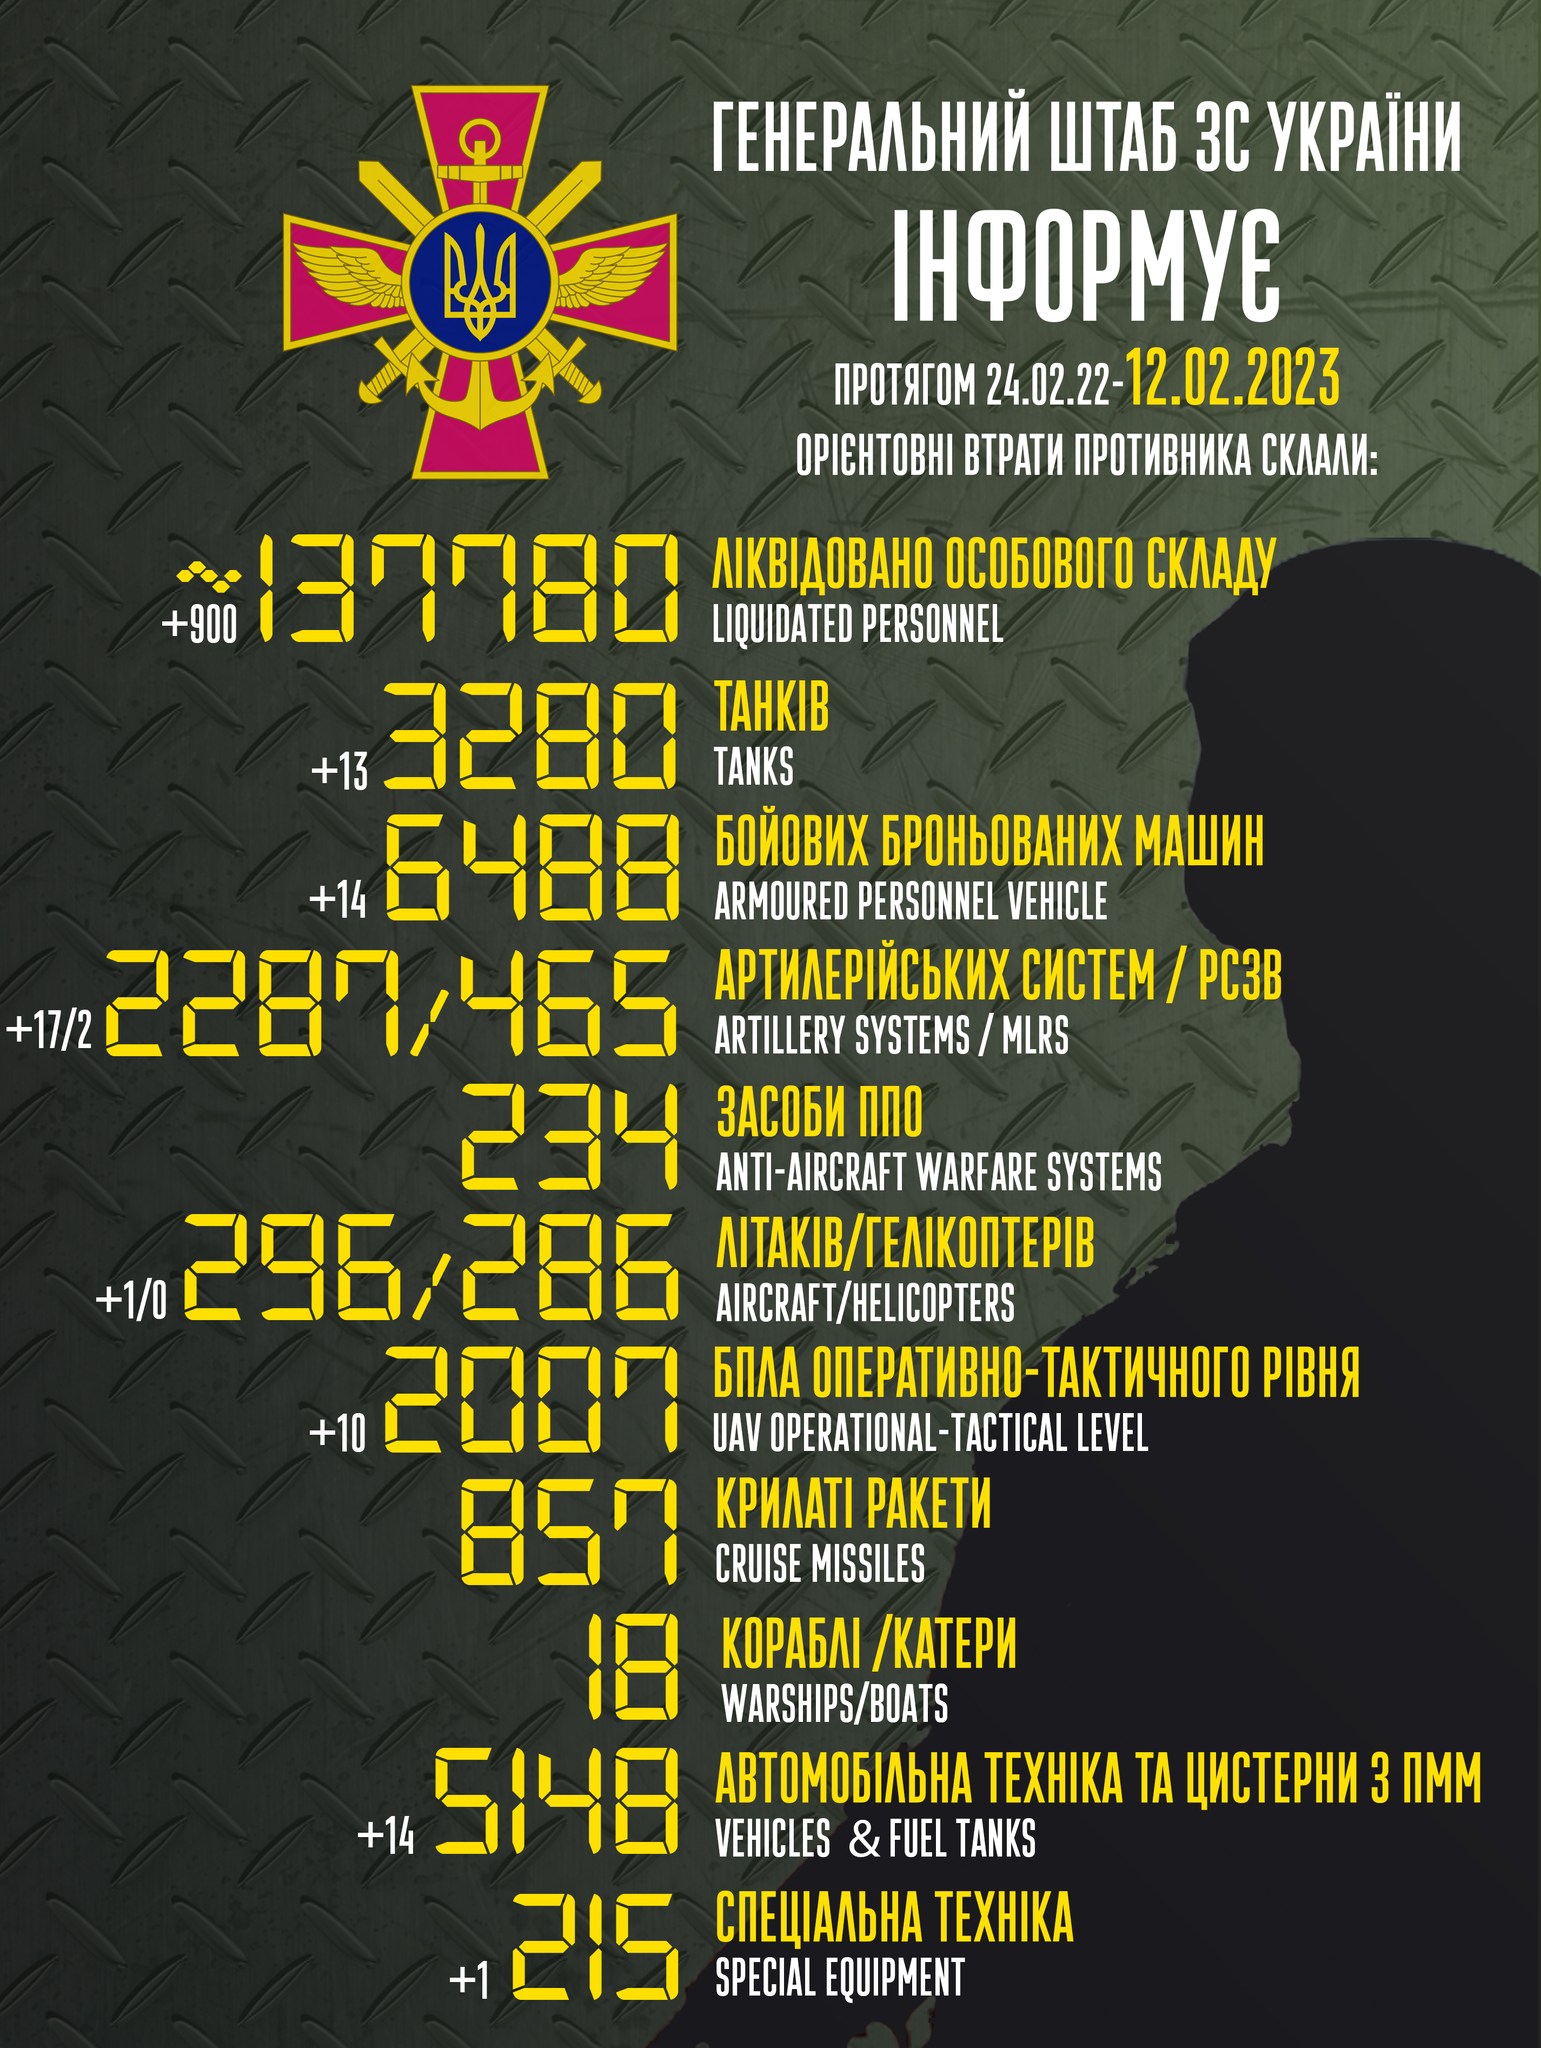 ГЕНЕРАЛЬНИЙ ШТАБ ЗС УКРАЇНИ
ІНФОРМУЄ
ПРОТЯГОМ 24.02.22-12.02.2023
ОРІЄНТОВНІ ВТРАТИ ПРОТИВНИКА СКЛАЛИ:
~137780 ЛІКВІДОВАНО ОСОБОВОГО СКЛАДУ
+900 LIQUIDATED PERSONNEL
3280 ТАНКІВ
+13 TANKS
6488 БОЙОВИХ БРОНЬОВАНИХ МАШИН
+14 ARMOURED PERSONNEL VEHICLE
2287/465 АРТИЛЕРІЙСЬКИХ СИСТЕМ / РСЗВ
+17/2 ARTILLERY SYSTEMS / MLRS
234 ЗАСОБИ ППО
ANTI-AIRCRAFT WARFARE SYSTEMS
296/286 ЛІТАКІВ/ГЕЛІКОПТЕРІВ
+1/0 AIRCRAFT/HELICOPTERS
2007 БПЛА ОПЕРАТИВНО-ТАКТИЧНОГО РІВНЯ
+10 UAV OPERATIONAL-TACTICAL LEVEL
857 КРИЛАТІ РАКЕТИ
CRUISE MISSILES
18 КОРАБЛІ /КАТЕРИ
WARSHIPS/BOATS
5148 АВТОМОБІЛЬНА ТЕХНІКА ТА ЦИСТЕРНИ З ПММ
+14 VEHICLES & FUEL TANKS
215 СПЕЦІАЛЬНА ТЕХНІКА
+1 SPECIAL EQUIPMENT